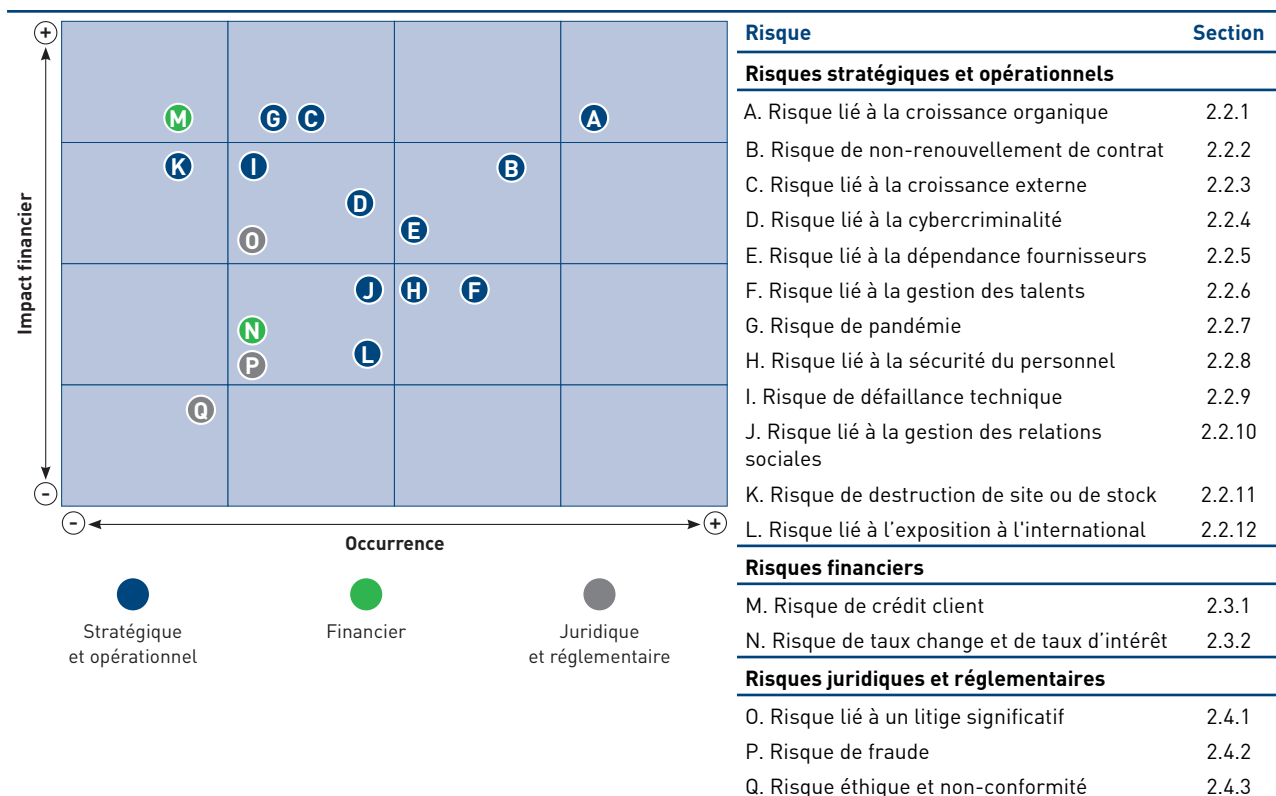 +
M
G
C
A
K
I
B
D
O
E
J
H
F
N
L
P
Q
-
Impact financier
-
+
Occurrence
Stratégique
et opérationnel
Financier
Juridique
et réglementaire
Risque Section
Risques stratégiques et opérationnels
A. Risque lié à la croissance organique 2.2.1
B. Risque de non-renouvellement de contrat 2.2.2
C. Risque lié à la croissance externe 2.2.3
D. Risque lié à la cybercriminalité 2.2.4
E. Risque lié à la dépendance fournisseurs 2.2.5
F. Risque lié à la gestion des talents 2.2.6
G. Risque de pandémie 2.2.7
H. Risque lié à la sécurité du personnel 2.2.8
I. Risque de défaillance technique 2.2.9
J. Risque lié à la gestion des relations 2.2.10
sociales
K. Risque de destruction de site ou de stock 2.2.11
L. Risque lié à l’exposition à l'international 2.2.12
Risques financiers
M. Risque de crédit client 2.3.1
N. Risque de taux change et de taux d’intérêt 2.3.2
Risques juridiques et réglementaires
O. Risque lié à un litige significatif 2.4.1
P. Risque de fraude 2.4.2
Q. Risque éthique et non-conformité 2.4.3